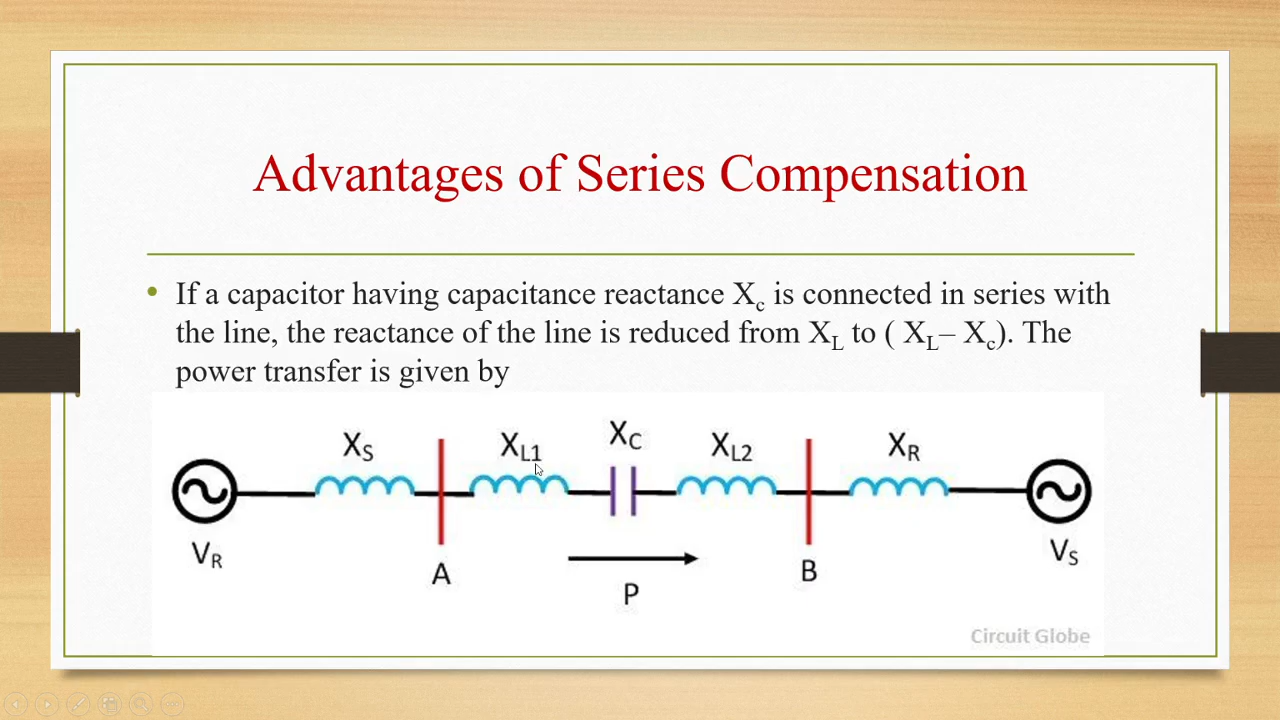 Advantages of Series Compensation
• If a capacitor having capacitance reactance Xc is connected in series with
the line, the reactance of the line is reduced from XL to ( XL– Xc). The
power transfer is given by
XS XL1 XC XL2 XR
VR A B VS
P
Circuit Globe